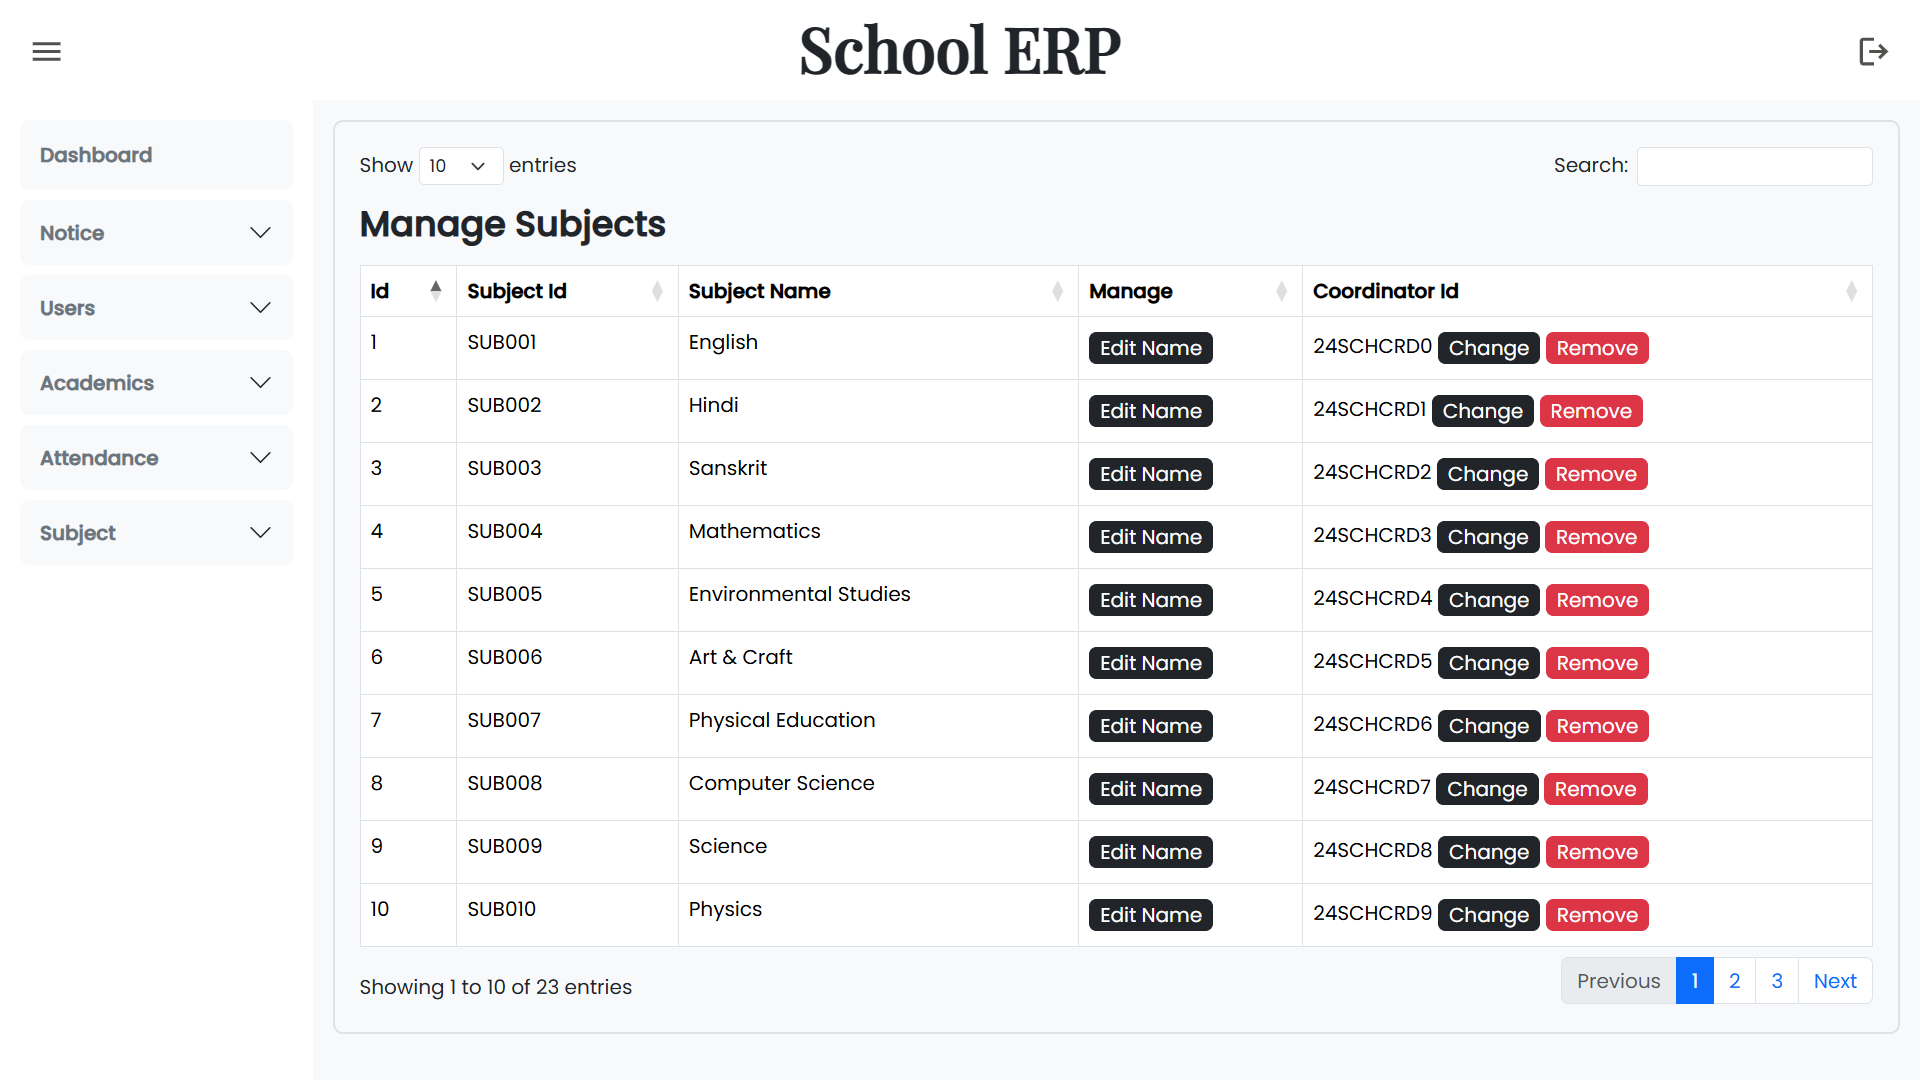 School ERP
Dashboard
Notice
Users
Academics
Attendance
Subject
Show 10 entries
Search:
Manage Subjects
Id Subject Id Subject Name Manage Coordinator Id
1 SUB001 English Edit Name 24SCHCRD0 Change Remove
2 SUB002 Hindi Edit Name 24SCHCRD1 Change Remove
3 SUB003 Sanskrit Edit Name 24SCHCRD2 Change Remove
4 SUB004 Mathematics Edit Name 24SCHCRD3 Change Remove
5 SUB005 Environmental Studies Edit Name 24SCHCRD4 Change Remove
6 SUB006 Art & Craft Edit Name 24SCHCRD5 Change Remove
7 SUB007 Physical Education Edit Name 24SCHCRD6 Change Remove
8 SUB008 Computer Science Edit Name 24SCHCRD7 Change Remove
9 SUB009 Science Edit Name 24SCHCRD8 Change Remove
10 SUB010 Physics Edit Name 24SCHCRD9 Change Remove
Showing 1 to 10 of 23 entries
Previous 1 2 3 Next